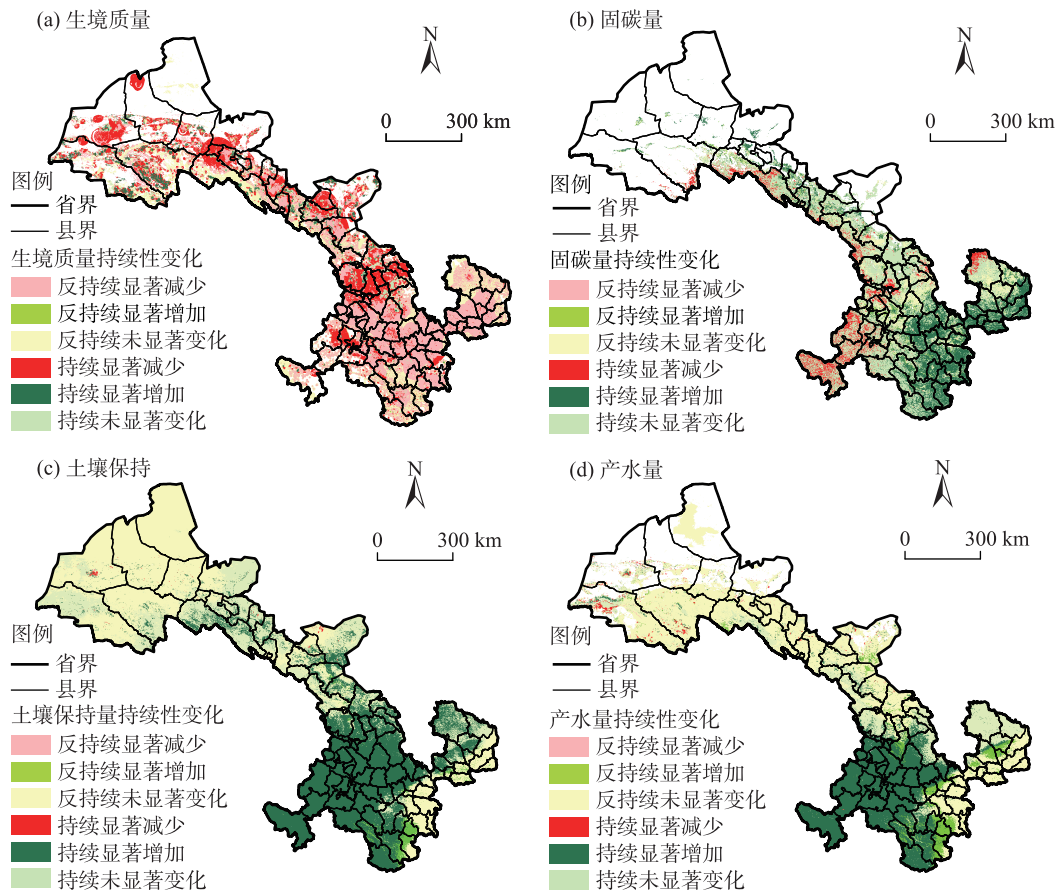 (a) 生境质量
N
0 300 km
图例
省界
县界
生境质量持续性变化
反持续显著减少
反持续显著增加
反持续未显著变化
持续显著减少
持续显著增加
持续未显著变化
(b) 固碳量
N
0 300 km
图例
省界
县界
固碳量持续性变化
反持续显著减少
反持续显著增加
反持续未显著变化
持续显著减少
持续显著增加
持续未显著变化
(c) 土壤保持
N
0 300 km
图例
省界
县界
土壤保持量持续性变化
反持续显著减少
反持续显著增加
反持续未显著变化
持续显著减少
持续显著增加
持续未显著变化
(d) 产水量
N
0 300 km
图例
省界
县界
产水量持续性变化
反持续显著减少
反持续显著增加
反持续未显著变化
持续显著减少
持续显著增加
持续未显著变化